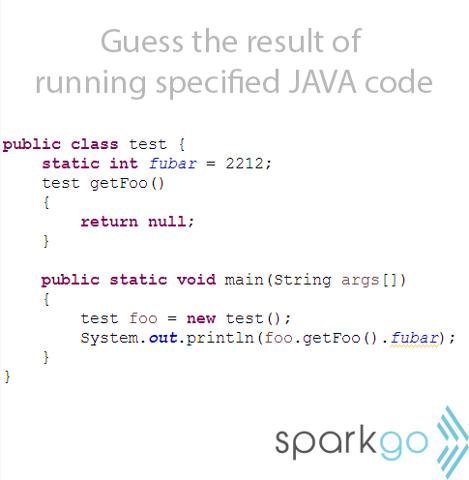 Guess the result of
running specified JAVA code
public class test {
    static int fubar = 2212;
    test getFoo()
    {
        return null;
    }

    public static void main(String args[])
    {
        test foo = new test();
        System.out.println(foo.getFoo().fubar);
    }
}
sparkgo